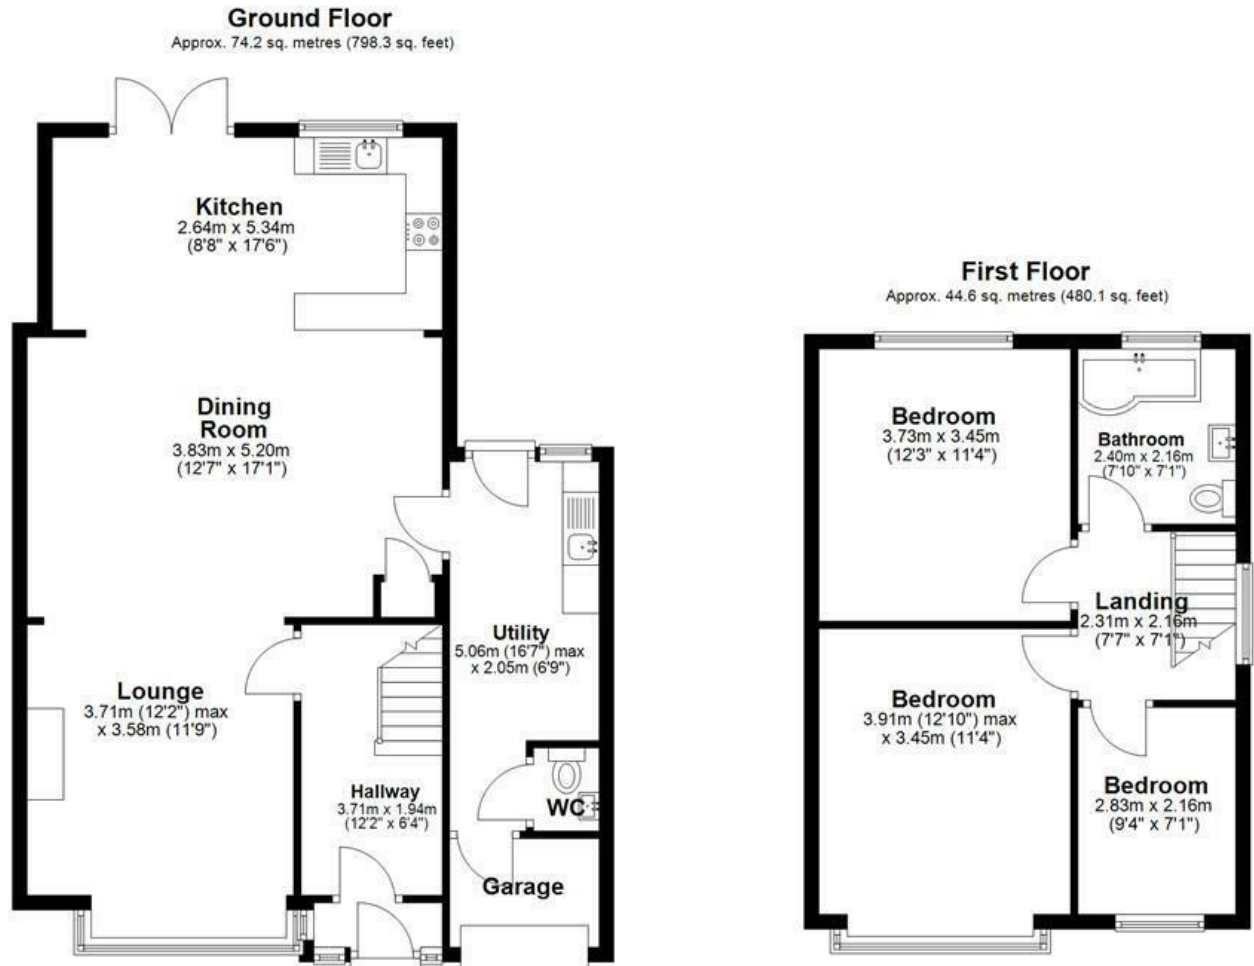 Ground Floor
Approx. 74.2 sq. metres (798.3 sq. feet)
Kitchen
2.64m x 5.34m
(8'8" x 17'6")
Dining
Room
3.83m x 5.20m
(12'7" x 17'1")
Utility
5.06m (16'7") max
x 2.05m (6'9")
Lounge
3.71m (12'2") max
x 3.58m (11'9")
Hallway
3.71m x 1.94m
(12'2" x 6'4")
WC
Garage
First Floor
Approx. 44.6 sq. metres (480.1 sq. feet)
Bedroom
3.73m x 3.45m
(12'3" x 11'4")
Bathroom
2.40m x 2.16m
(7'10" x 7'1")
Landing
2.31m x 2.16m
(7'7" x 7'1")
Bedroom
3.91m (12'10") max
x 3.45m (11'4")
Bedroom
2.83m x 2.16m
(9'4" x 7'1")